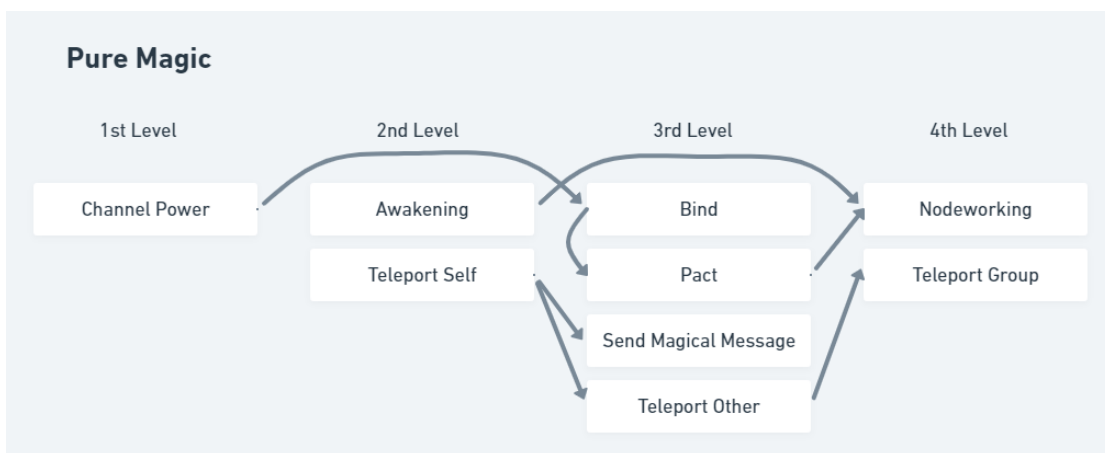 Pure Magic
1st Level
2nd Level
3rd Level
4th Level
Channel Power
Awakening
Bind
Nodeworking
Teleport Self
Pact
Teleport Group
Send Magical Message
Teleport Other